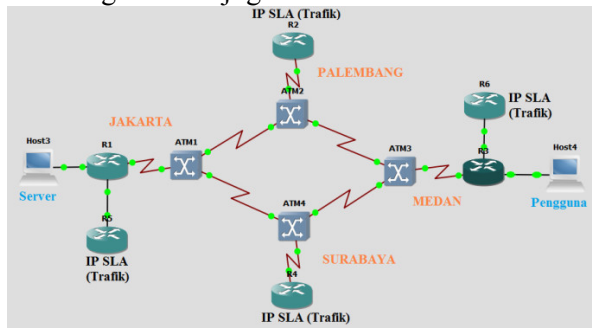 IP SLA (Trafik)
R2
PALEMBANG
ATM2
R6
IP SLA
(Trafik)
JAKARTA
Host3
R1
ATM1
ATM3
R3
Host4
Server
MEDAN
Pengguna
R5
ATM4
IP SLA
(Trafik)
SURABAYA
R4
IP SLA (Trafik)